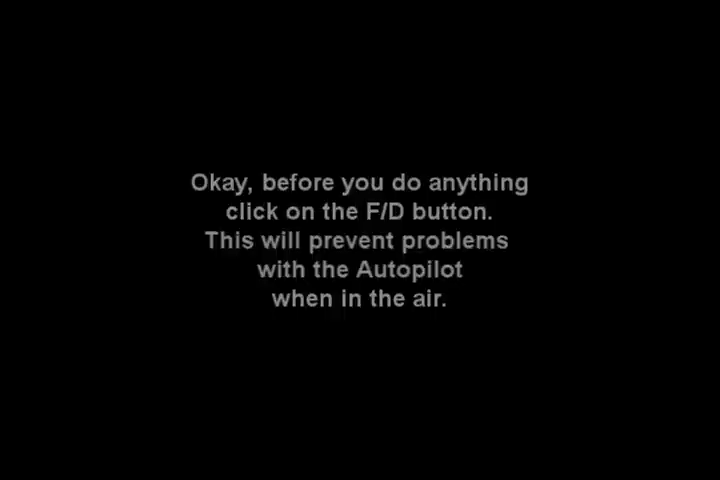 Okay, before you do anything
click on the F/D button.
This will prevent problems
with the Autopilot
when in the air.